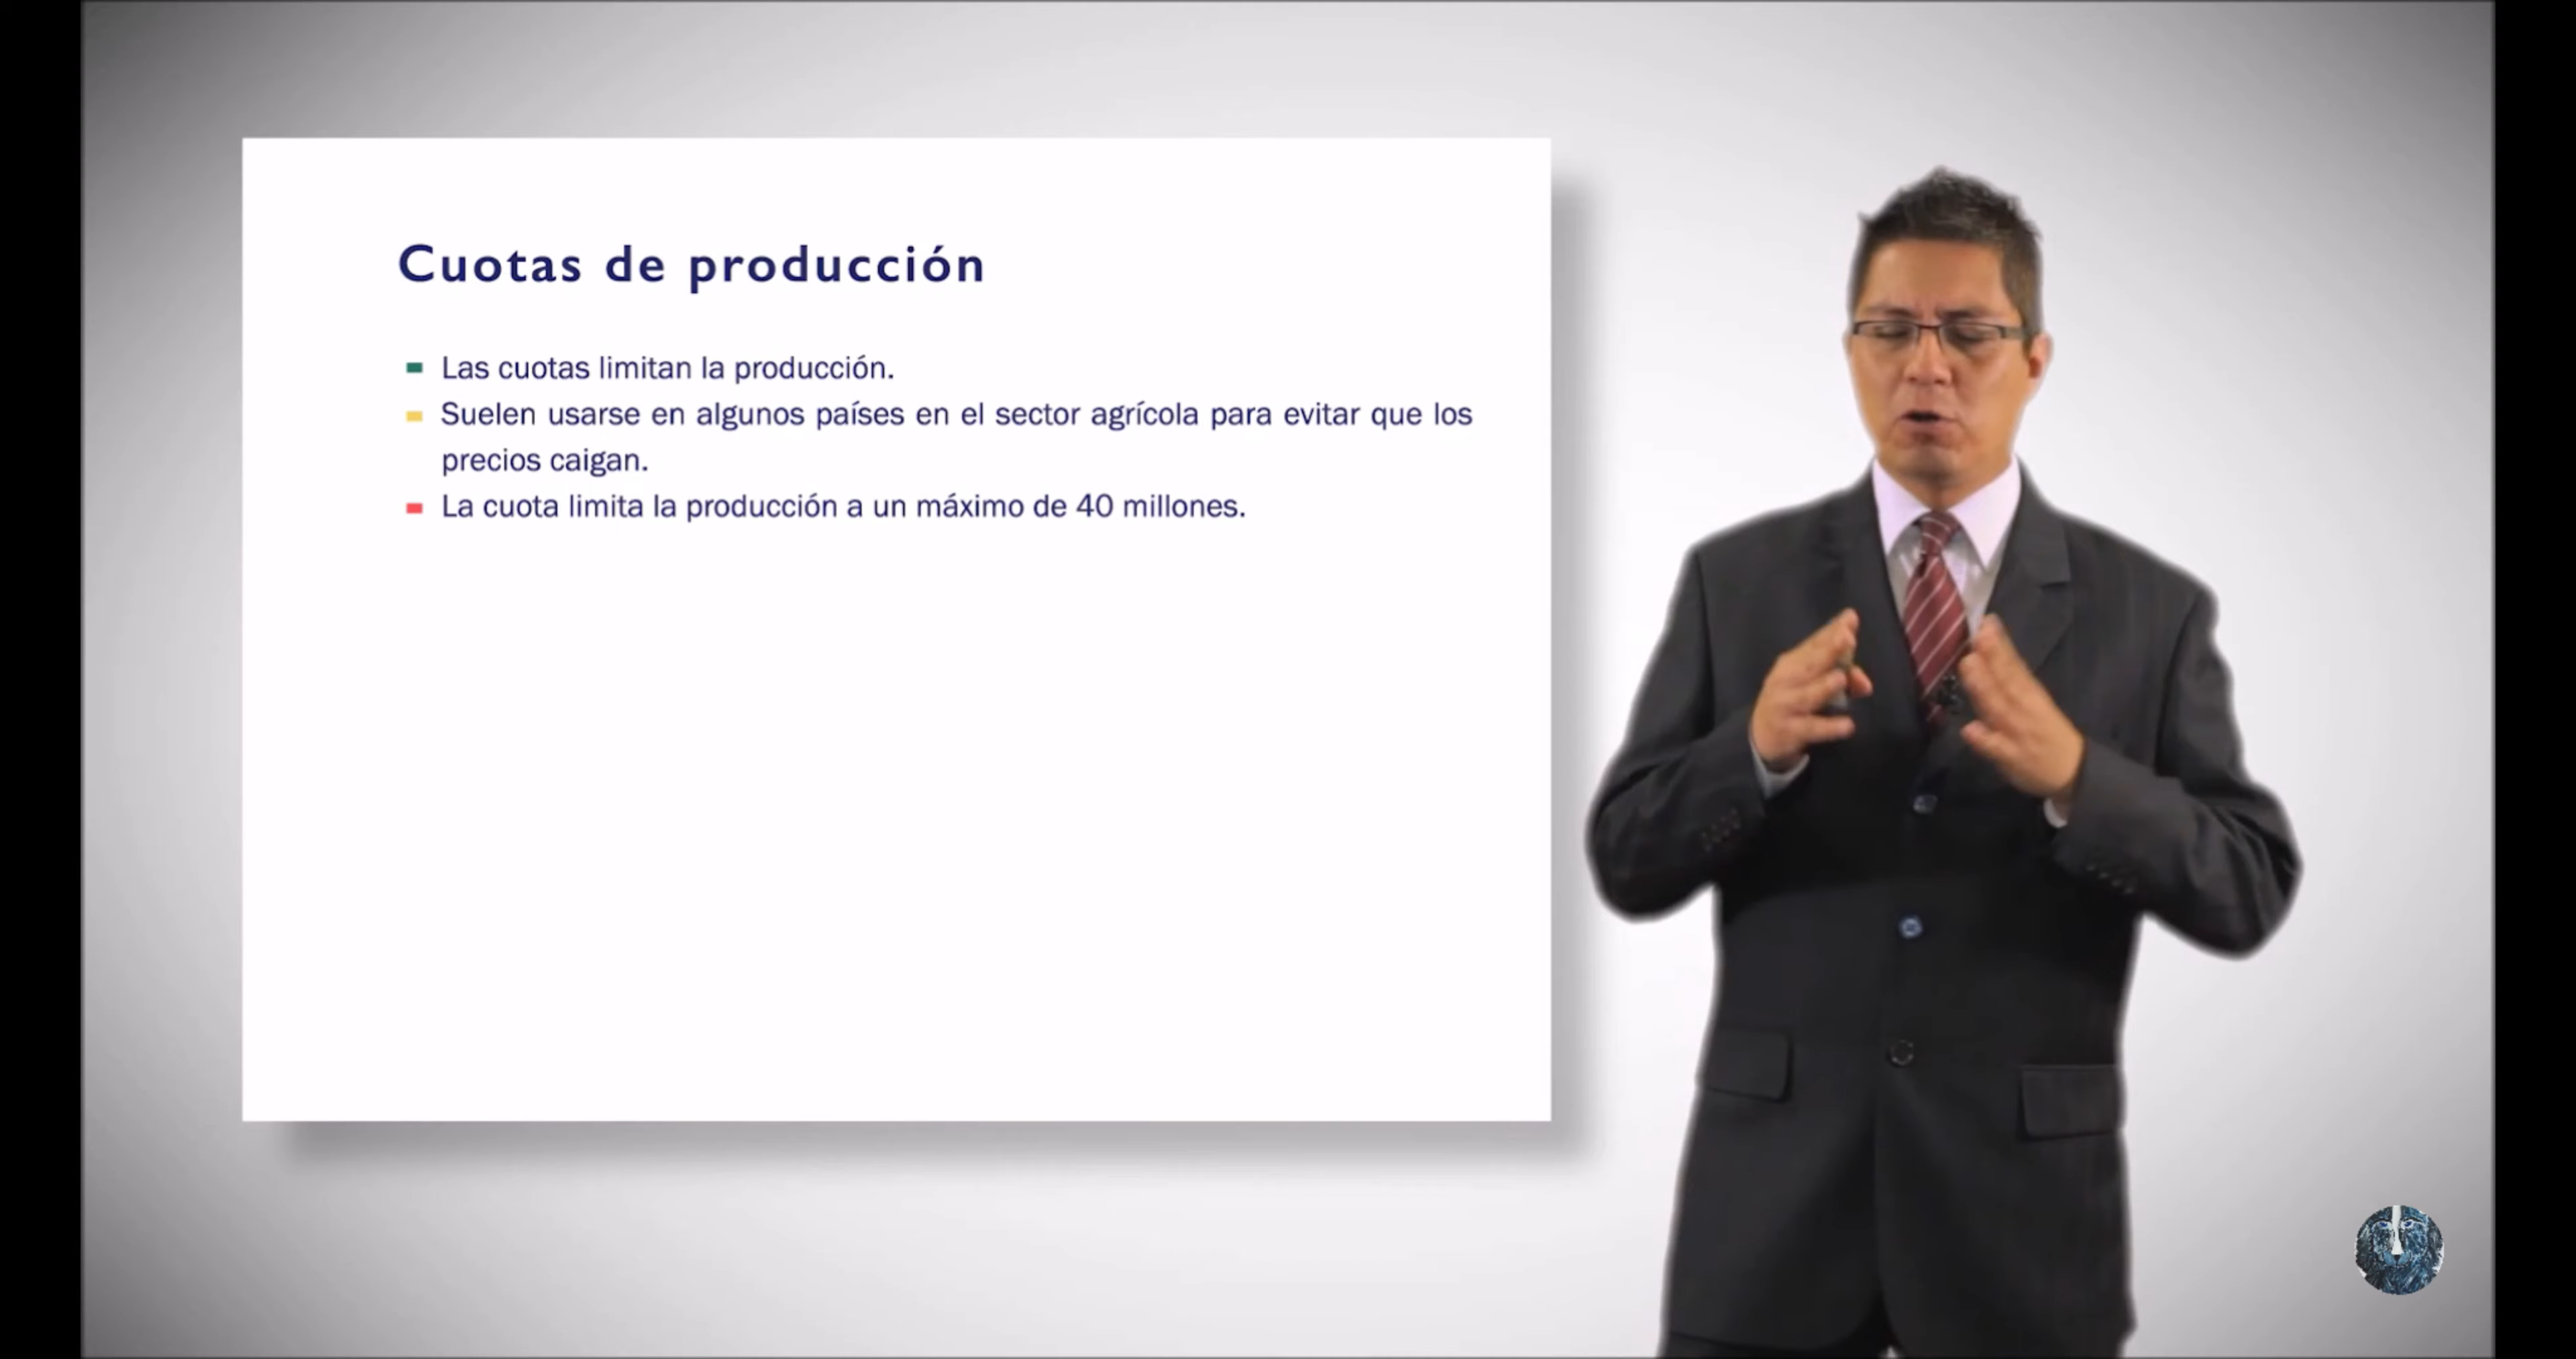 Cuotas de producción
Las cuotas limitan la producción.
Suelen usarse en algunos países en el sector agrícola para evitar que los
precios caigan.
La cuota limita la producción a un máximo de 40 millones.